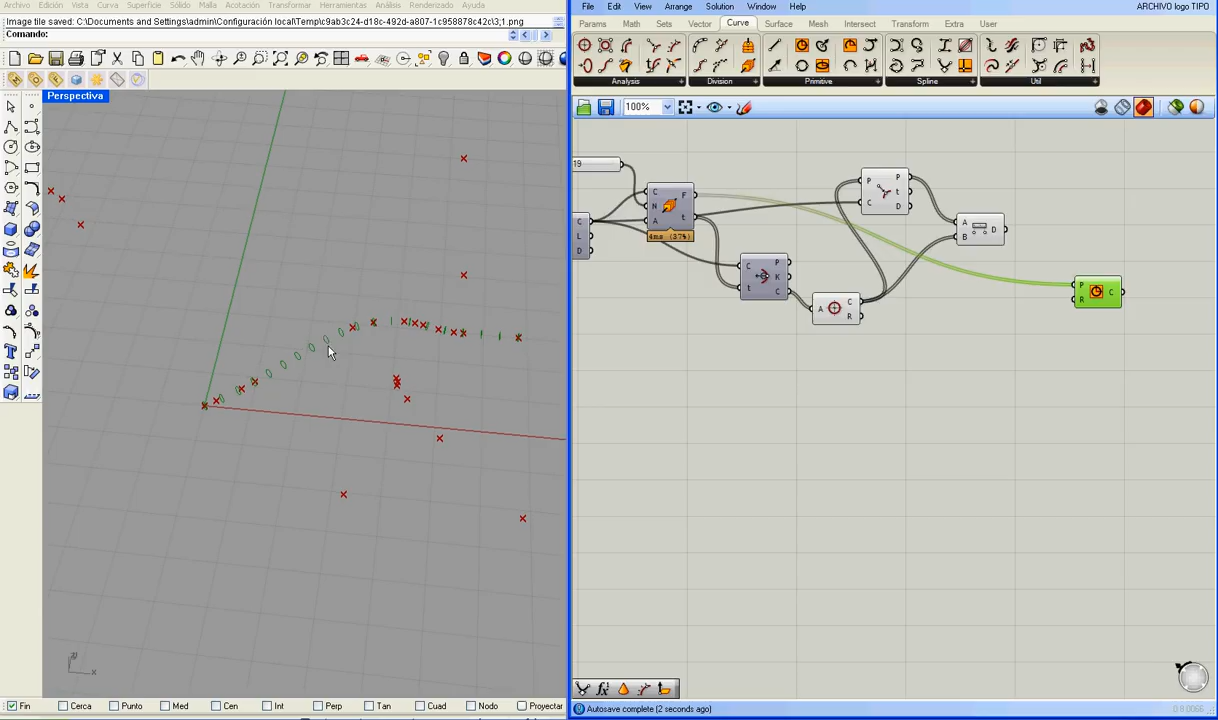 Archivo Edición Vista Curva Superficie Sólido Malla Acotación Transformar Herramientas Análisis Renderizado Ayuda
Image file saved: C:\Documents and Settings\admin\Configuración local\Temp\c9ab3c24-d18c-492d-a807-1c958878c42c\3;1.png
Comando:
Perspectiva
x
Fin Cerca Punto Med Cen Int Perp Tan Cuad Nodo Proyectar
File Edit View Arrange Solution Window Help ARCHIVO logo TIPO
Params Math Sets Vector Curve Surface Mesh Intersect Transform Extra User
Analysis Division Primitive Spline Util
100%
19
C
L
D
C F
N
A t
4ms (37%)
C P
K
t C
A C
R
P P
t
C D
A D
B
P C
R
Autosave complete (2 seconds ago) 0.8.0066